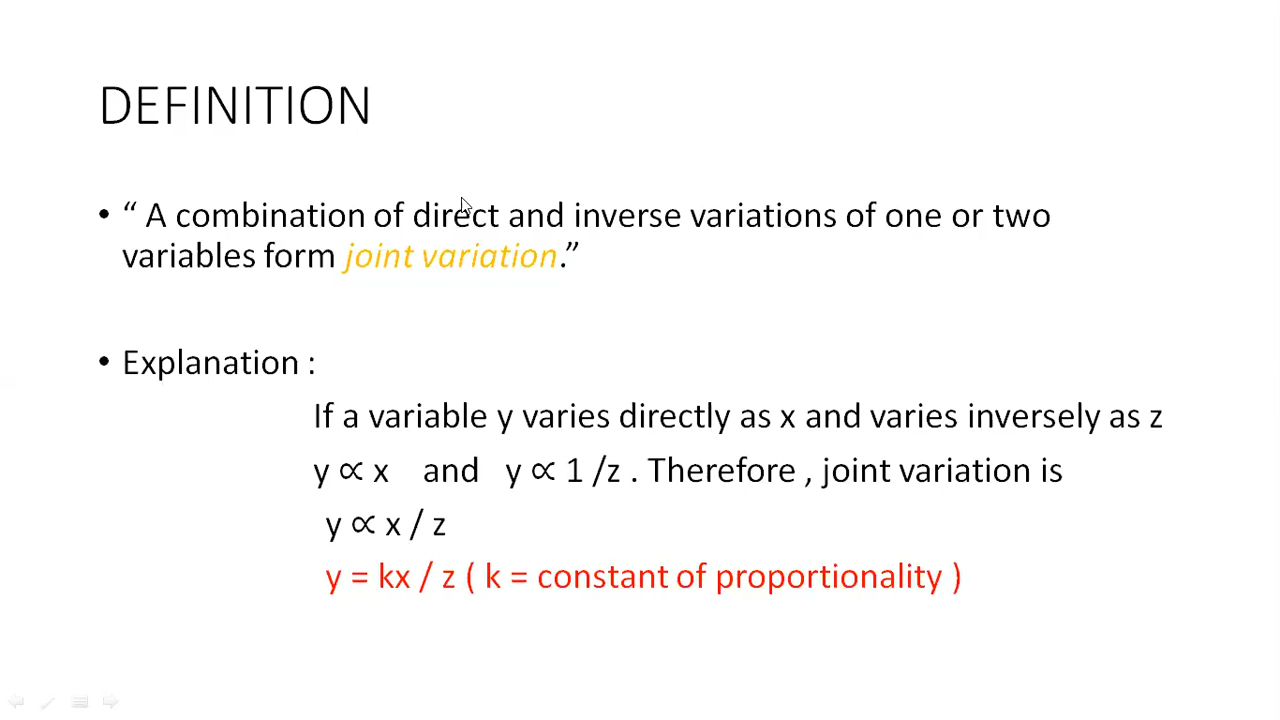 DEFINITION
• “ A combination of direct and inverse variations of one or two
variables form joint variation.”
• Explanation :
If a variable y varies directly as x and varies inversely as z
y ∝ x and y ∝ 1 /z . Therefore , joint variation is
y ∝ x / z
y = kx / z ( k = constant of proportionality )